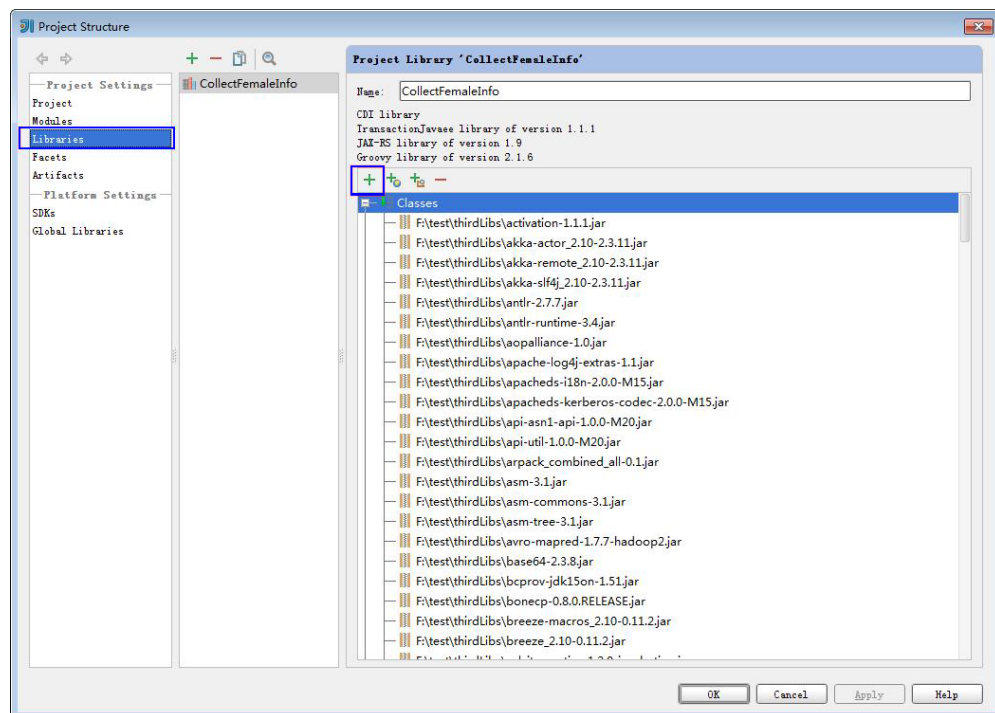 Project Structure
Project Settings
Project
Modules
Libraries
Facets
Artifacts
Platform Settings
SDKs
Global Libraries
CollectFemaleInfo
Project Library 'CollectFemaleInfo'
Name: CollectFemaleInfo
CDI library
TransactionJavaee library of version 1.1.1
JAX-RS library of version 1.9
Groovy library of version 2.1.6
Classes
F:\test\thirdLibs\activation-1.1.1.jar
F:\test\thirdLibs\akka-actor_2.10-2.3.11.jar
F:\test\thirdLibs\akka-remote_2.10-2.3.11.jar
F:\test\thirdLibs\akka-slf4j_2.10-2.3.11.jar
F:\test\thirdLibs\antlr-2.7.7.jar
F:\test\thirdLibs\antlr-runtime-3.4.jar
F:\test\thirdLibs\aopalliance-1.0.jar
F:\test\thirdLibs\apache-log4j-extras-1.1.jar
F:\test\thirdLibs\apacheds-i18n-2.0.0-M15.jar
F:\test\thirdLibs\apacheds-kerberos-codec-2.0.0-M15.jar
F:\test\thirdLibs\api-asn1-api-1.0.0-M20.jar
F:\test\thirdLibs\api-util-1.0.0-M20.jar
F:\test\thirdLibs\arpack_combined_all-0.1.jar
F:\test\thirdLibs\asm-3.1.jar
F:\test\thirdLibs\asm-commons-3.1.jar
F:\test\thirdLibs\asm-tree-3.1.jar
F:\test\thirdLibs\avro-mapred-1.7.7-hadoop2.jar
F:\test\thirdLibs\base64-2.3.8.jar
F:\test\thirdLibs\bcprov-jdk15on-1.51.jar
F:\test\thirdLibs\bonecp-0.8.0.RELEASE.jar
F:\test\thirdLibs\breeze-macros_2.10-0.11.2.jar
F:\test\thirdLibs\breeze_2.10-0.11.2.jar
OK Cancel Apply Help